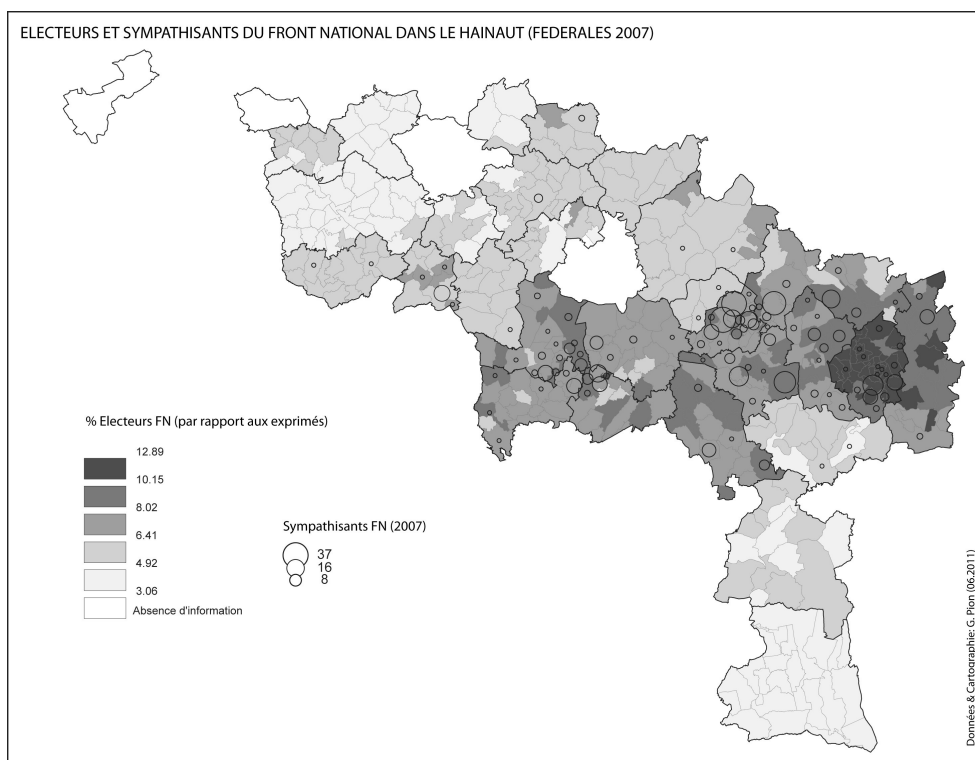 ELECTEURS ET SYMPATHISANTS DU FRONT NATIONAL DANS LE HAINAUT (FEDERALES 2007)
% Electeurs FN (par rapport aux exprimés)
12.89
10.15
8.02
6.41
4.92
3.06
Absence d'information
Sympathisants FN (2007)
37
16
8
Données & Cartographie: G. Pion (06.2011)